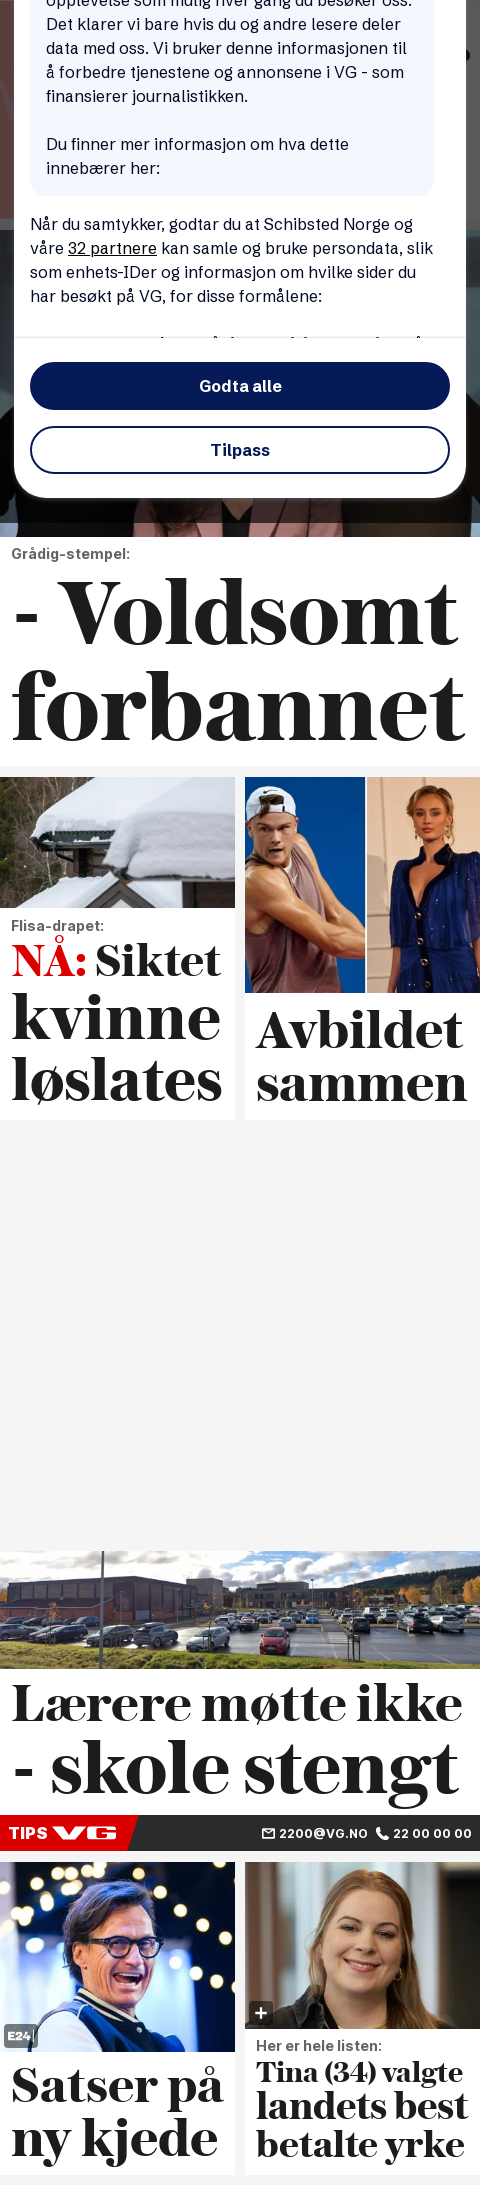 opplevelse som mulig hver gang du besøker oss.
Det klarer vi bare hvis du og andre lesere deler
data med oss. Vi bruker denne informasjonen til
å forbedre tjenestene og annonsene i VG - som
finansierer journalistikken.
Du finner mer informasjon om hva dette
innebærer her:
Når du samtykker, godtar du at Schibsted Norge og
våre 32 partnere kan samle og bruke persondata, slik
som enhets-IDer og informasjon om hvilke sider du
har besøkt på VG, for disse formålene:
Godta alle
Tilpass
Grådig-stempel:
- Voldsomt
forbannet
Flisa-drapet:
NÅ: Siktet
kvinne
løslates
Avbildet
sammen
Lærere møtte ikke
- skole stengt
TIPS VG
2200@VG.NO 22 00 00 00
E24
Satser på
ny kjede
Her er hele listen:
Tina (34) valgte
landets best
betalte yrke